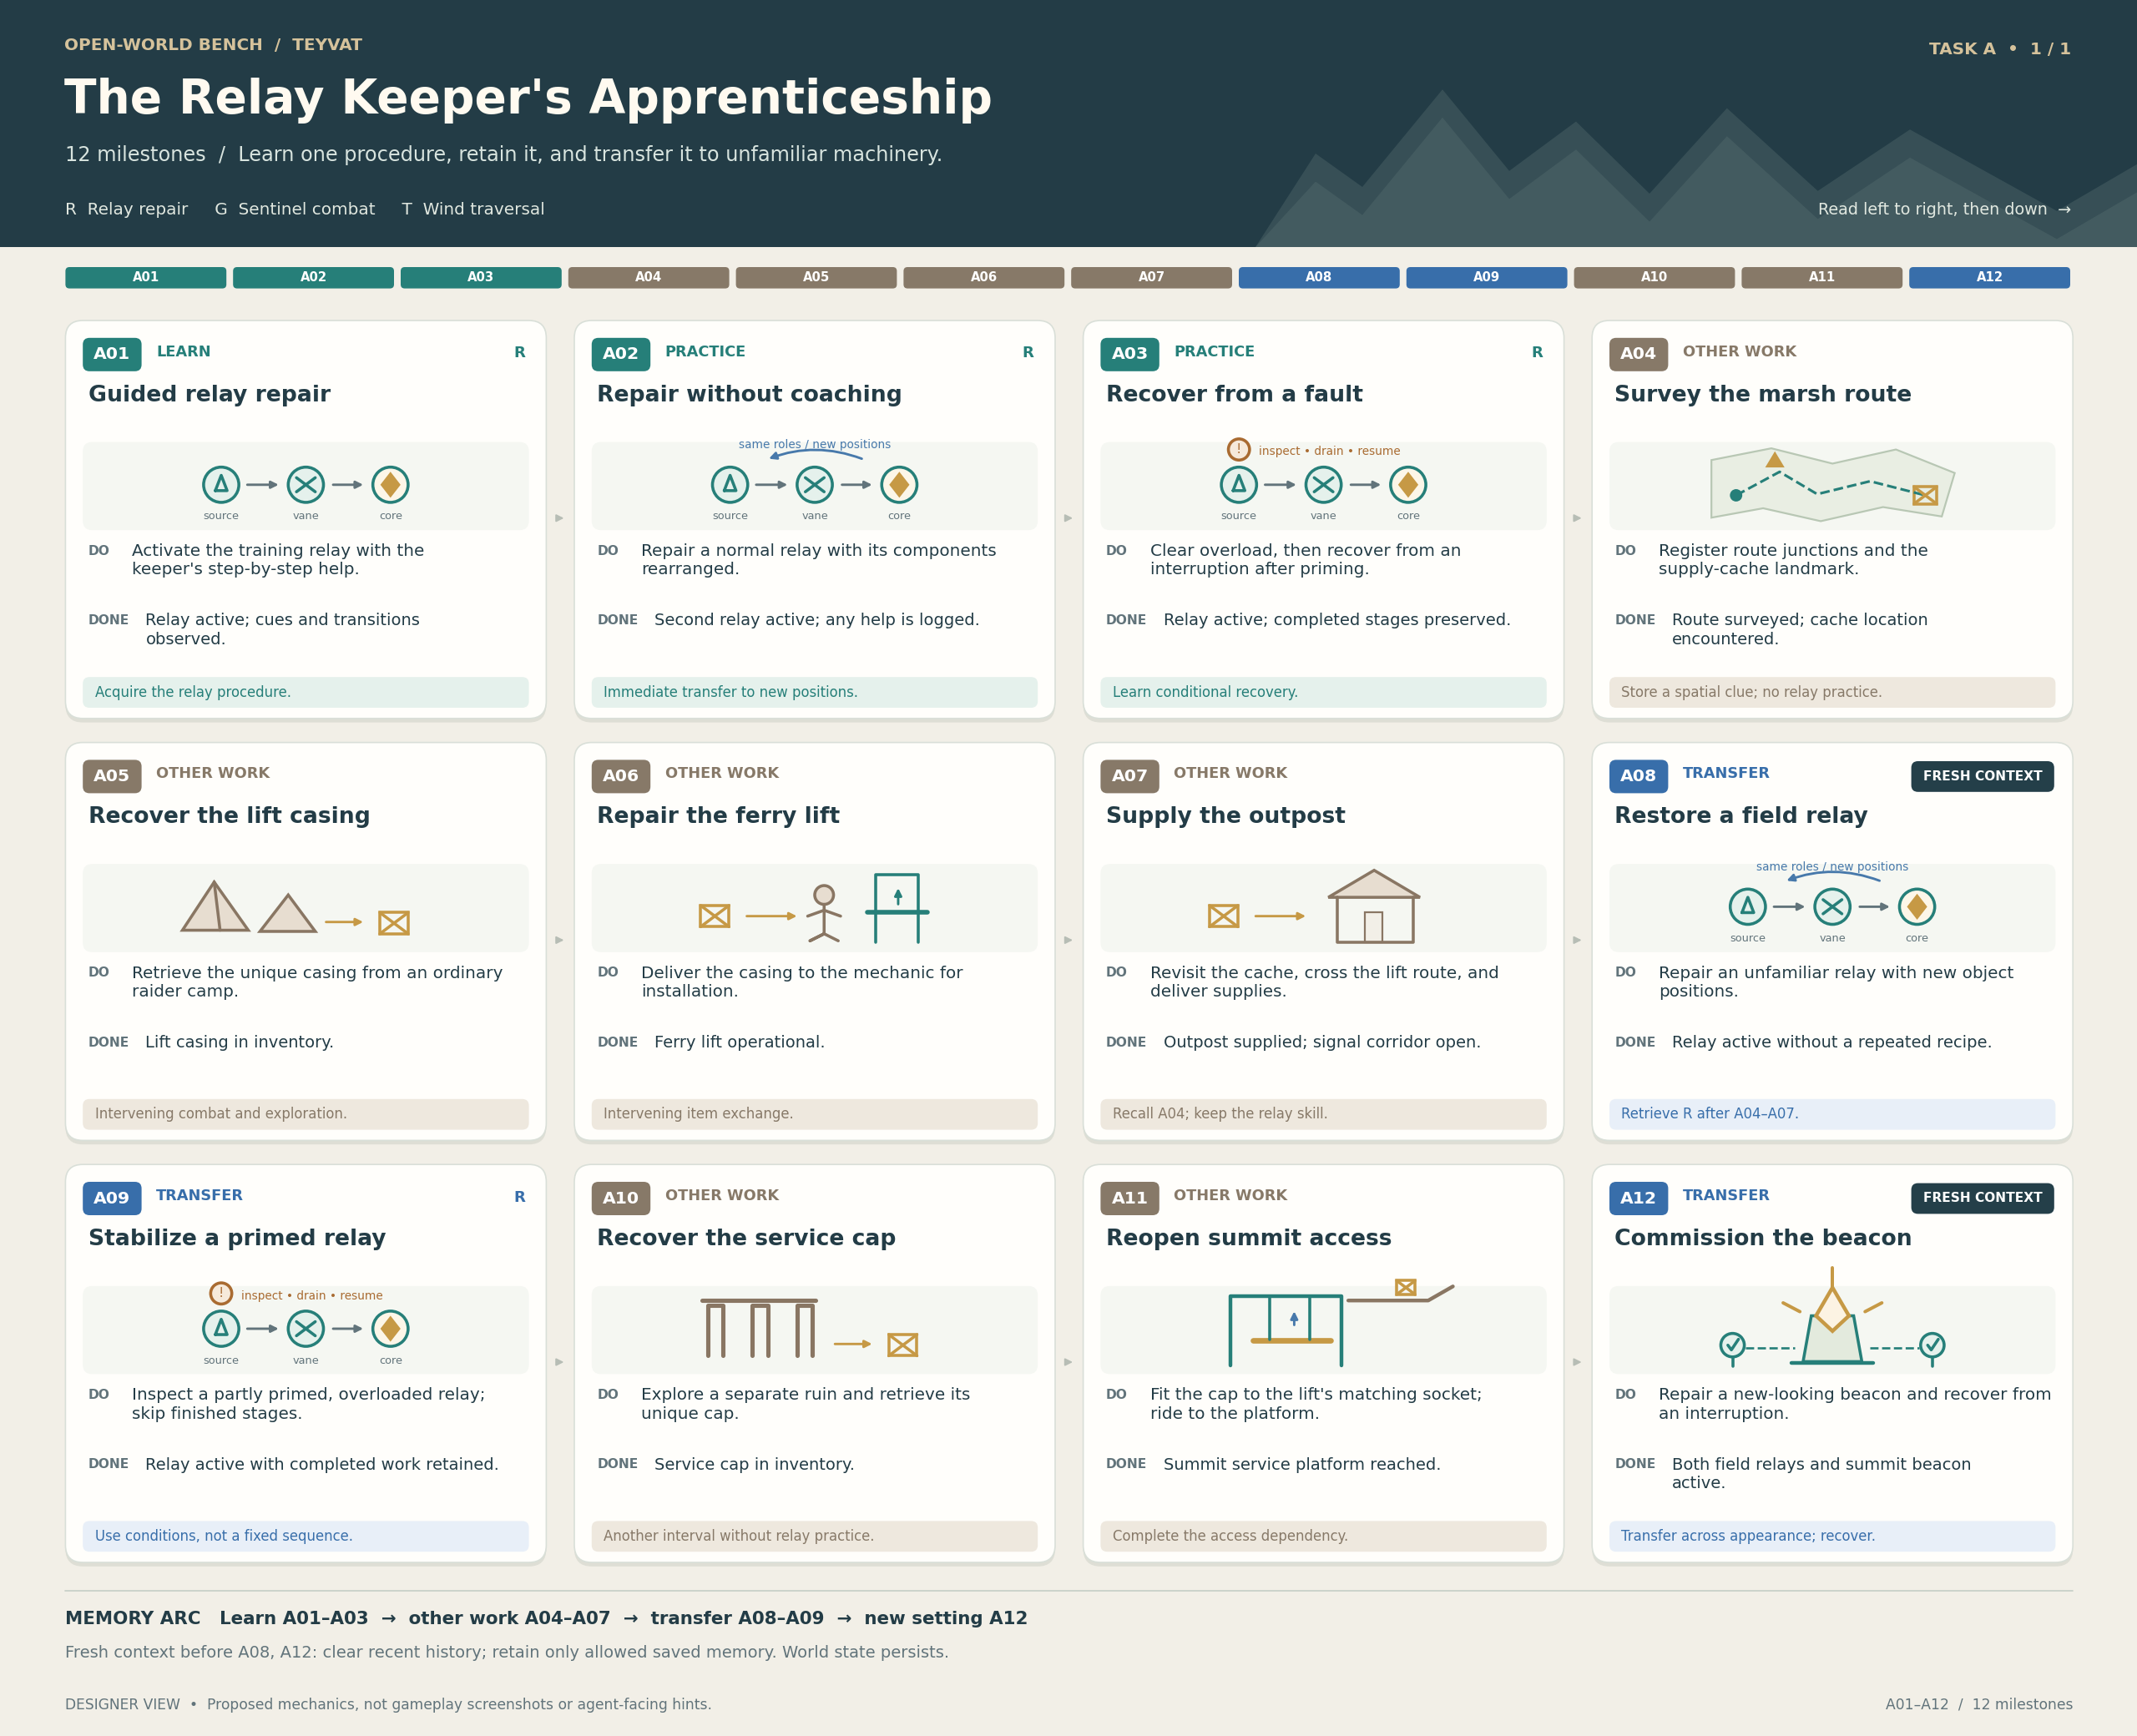 OPEN-WORLD BENCH / TEYVAT
TASK A • 1 / 1
The Relay Keeper's Apprenticeship
12 milestones / Learn one procedure, retain it, and transfer it to unfamiliar machinery.
R Relay repair G Sentinel combat T Wind traversal
Read left to right, then down →
A01 A02 A03 A04 A05 A06 A07 A08 A09 A10 A11 A12
A01 LEARN R
Guided relay repair
source vane core
DO Activate the training relay with the
keeper's step-by-step help.
DONE Relay active; cues and transitions
observed.
Acquire the relay procedure.
A02 PRACTICE R
Repair without coaching
same roles / new positions
source vane core
DO Repair a normal relay with its components
rearranged.
DONE Second relay active; any help is logged.
Immediate transfer to new positions.
A03 PRACTICE R
Recover from a fault
! inspect • drain • resume
source vane core
DO Clear overload, then recover from an
interruption after priming.
DONE Relay active; completed stages preserved.
Learn conditional recovery.
A04 OTHER WORK
Survey the marsh route
DO Register route junctions and the
supply-cache landmark.
DONE Route surveyed; cache location
encountered.
Store a spatial clue; no relay practice.
A05 OTHER WORK
Recover the lift casing
DO Retrieve the unique casing from an ordinary
raider camp.
DONE Lift casing in inventory.
Intervening combat and exploration.
A06 OTHER WORK
Repair the ferry lift
DO Deliver the casing to the mechanic for
installation.
DONE Ferry lift operational.
Intervening item exchange.
A07 OTHER WORK
Supply the outpost
DO Revisit the cache, cross the lift route, and
deliver supplies.
DONE Outpost supplied; signal corridor open.
Recall A04; keep the relay skill.
A08 TRANSFER FRESH CONTEXT
Restore a field relay
same roles / new positions
source vane core
DO Repair an unfamiliar relay with new object
positions.
DONE Relay active without a repeated recipe.
Retrieve R after A04–A07.
A09 TRANSFER R
Stabilize a primed relay
! inspect • drain • resume
source vane core
DO Inspect a partly primed, overloaded relay;
skip finished stages.
DONE Relay active with completed work retained.
Use conditions, not a fixed sequence.
A10 OTHER WORK
Recover the service cap
DO Explore a separate ruin and retrieve its
unique cap.
DONE Service cap in inventory.
Another interval without relay practice.
A11 OTHER WORK
Reopen summit access
DO Fit the cap to the lift's matching socket;
ride to the platform.
DONE Summit service platform reached.
Complete the access dependency.
A12 TRANSFER FRESH CONTEXT
Commission the beacon
DO Repair a new-looking beacon and recover from
an interruption.
DONE Both field relays and summit beacon
active.
Transfer across appearance; recover.
MEMORY ARC Learn A01–A03 → other work A04–A07 → transfer A08–A09 → new setting A12
Fresh context before A08, A12: clear recent history; retain only allowed saved memory. World state persists.
DESIGNER VIEW • Proposed mechanics, not gameplay screenshots or agent-facing hints.
A01–A12 / 12 milestones